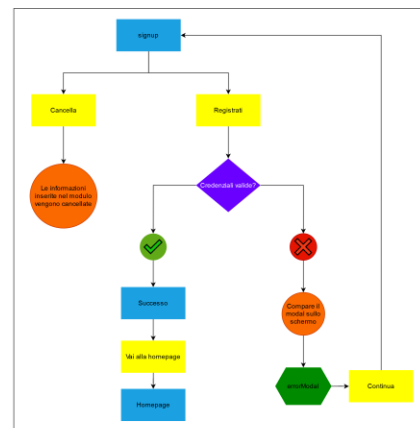 signup
Cancella
Registrati
Le informazioni
inserite nel modulo
vengono cancellate
Credenziali valide?
Successo
Compare il
modal sullo
schermo
Vai alla homepage
errorModal
Continua
Homepage